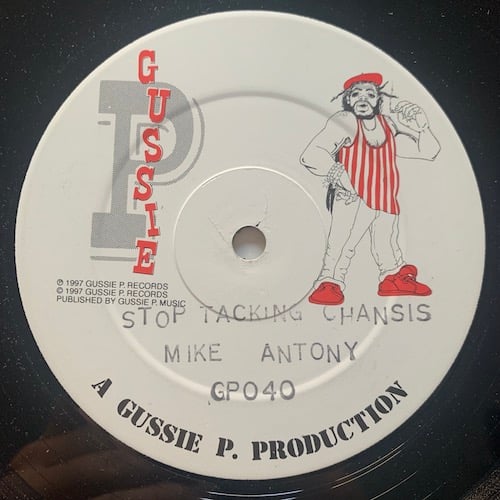 GUSSIE
P
℗ 1997 GUSSIE P. RECORDS
© 1997 GUSSIE P. RECORDS
PUBLISHED BY GUSSIE P. MUSIC
STOP TACKING CHANSIS
MIKE ANTONY
GP040
A GUSSIE P. PRODUCTION